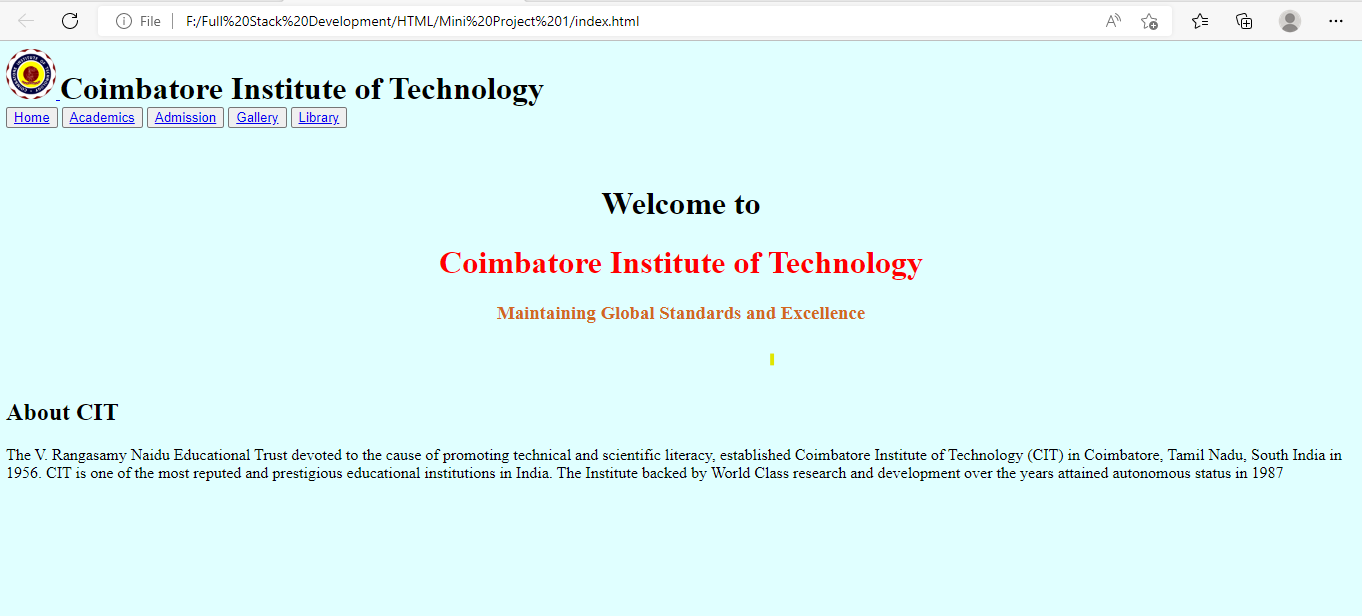 File F:/Full%20Stack%20Development/HTML/Mini%20Project%201/index.html
Coimbatore Institute of Technology
Home Academics Admission Gallery Library
Welcome to
Coimbatore Institute of Technology
Maintaining Global Standards and Excellence
About CIT
The V. Rangasamy Naidu Educational Trust devoted to the cause of promoting technical and scientific literacy, established Coimbatore Institute of Technology (CIT) in Coimbatore, Tamil Nadu, South India in
1956. CIT is one of the most reputed and prestigious educational institutions in India. The Institute backed by World Class research and development over the years attained autonomous status in 1987